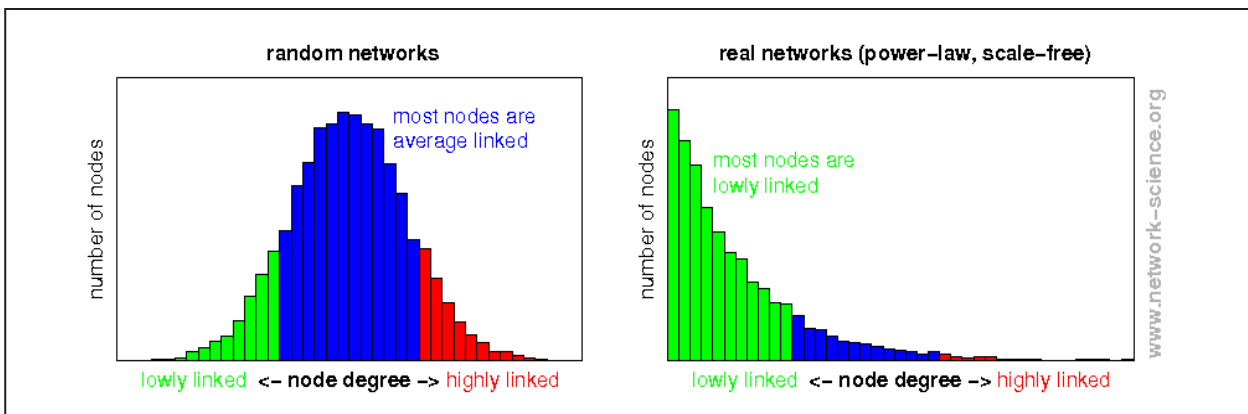 random networks
number of nodes
most nodes are
average linked
lowly linked <- node degree -> highly linked
real networks (power-law, scale-free)
number of nodes
most nodes are
lowly linked
lowly linked <- node degree -> highly linked
www.network-science.org